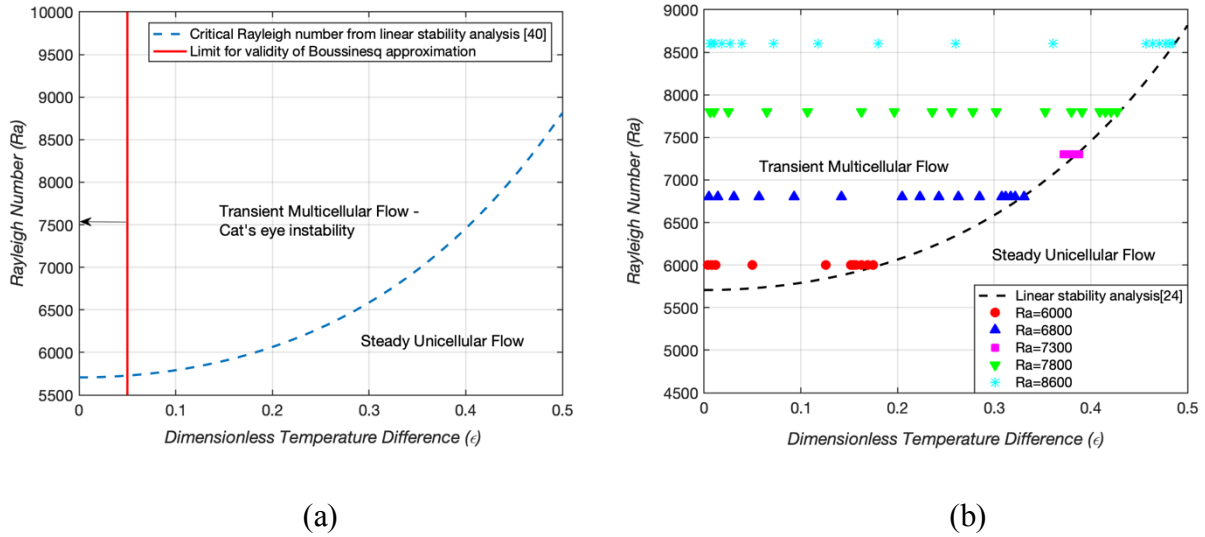 10000
9500
9000
8500
8000
7500
7000
6500
6000
5500
Rayleigh Number (Ra)
Critical Rayleigh number from linear stability analysis [40]
Limit for validity of Boussinesq approximation
Transient Multicellular Flow -
Cat's eye instability
Steady Unicellular Flow
0 0.1 0.2 0.3 0.4 0.5
Dimensionless Temperature Difference (ϵ)
(a)
9000
8500
8000
7500
7000
6500
6000
5500
5000
4500
Rayleigh Number (Ra)
Transient Multicellular Flow
Steady Unicellular Flow
Linear stability analysis[24]
Ra=6000
Ra=6800
Ra=7300
Ra=7800
Ra=8600
0 0.1 0.2 0.3 0.4 0.5
Dimensionless Temperature Difference (ϵ)
(b)